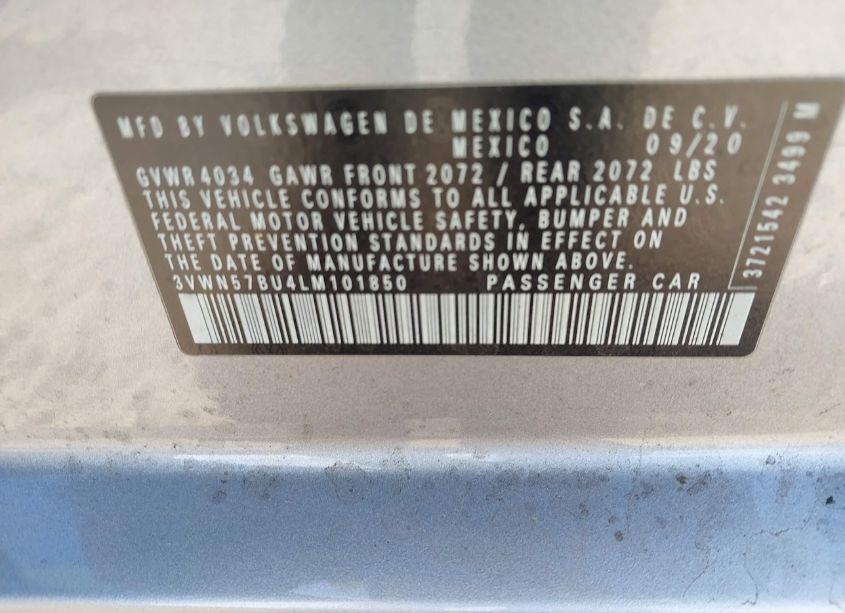 MFD BY VOLKSWAGEN DE MEXICO S.A. DE C.V.
MEXICO 09/20
GVWR 4034 GAWR FRONT 2072 / REAR 2072 LBS
THIS VEHICLE CONFORMS TO ALL APPLICABLE U.S.
FEDERAL MOTOR VEHICLE SAFETY, BUMPER AND
THEFT PREVENTION STANDARDS IN EFFECT ON
THE DATE OF MANUFACTURE SHOWN ABOVE.
3VWN57BU4LM101850 PASSENGER CAR
3721542 3499 M